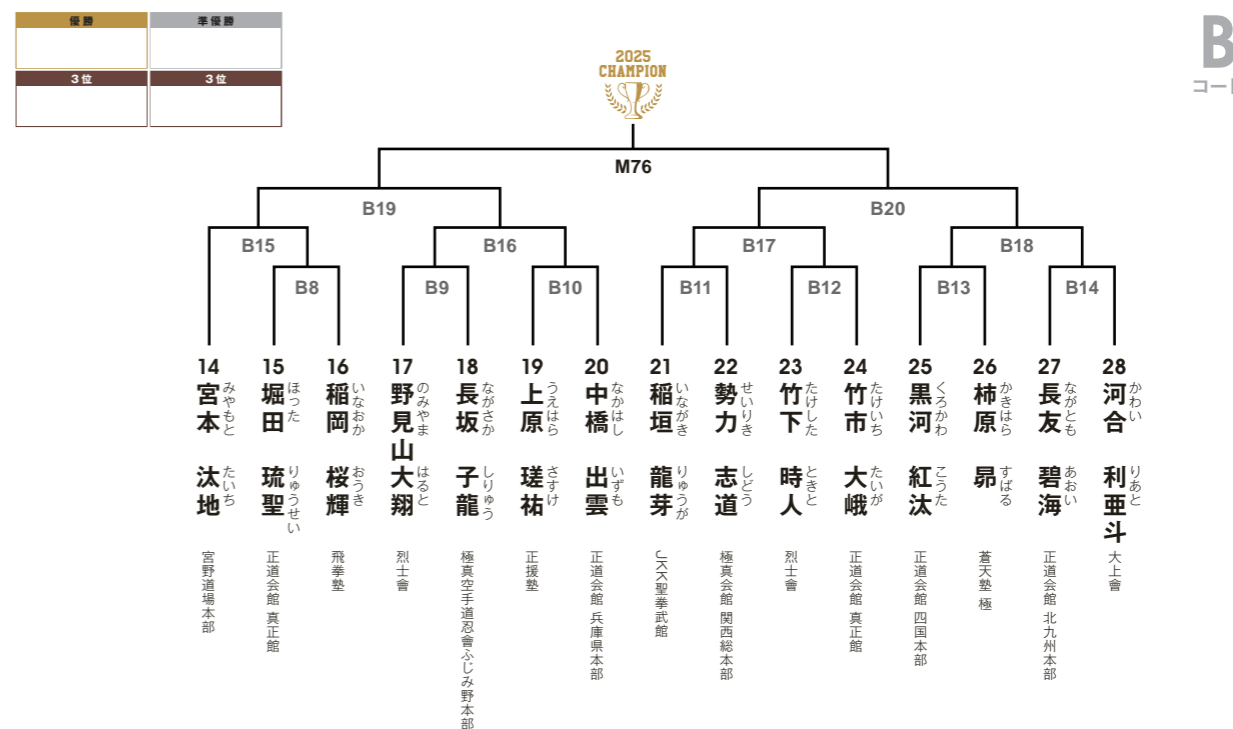 優勝
準優勝
3位
3位
2025
CHAMPION
B
コート
M76
B19
B20
B15
B16
B17
B18
B8
B9
B10
B11
B12
B13
B14
14
宮本 汰地
みやもと たいち
宮野道場本部
15
堀田 琉聖
ほった りゅうせい
正道会館 真正館
16
稲岡 桜輝
いなおか おうき
飛拳塾
17
野見山 大翔
のみやま はると
烈士會
18
長坂 子龍
ながさか しりゅう
極真空手道忍會ふじみ野本部
19
上原 瑳祐
うえはら さすけ
正援塾
20
中橋 出雲
なかはし いずも
正道会館 兵庫県本部
21
稲垣 龍芽
いながき りゅうが
JKK聖拳武館
22
勢力 志道
せいりき しどう
極真会館 関西総本部
23
竹下 時人
たけした ときと
烈士會
24
竹市 大峨
たけいち たいが
正道会館 真正館
25
黒河 紅汰
くろかわ こうた
正道会館 四国本部
26
柿原 昴
かきはら すばる
蒼天塾 極
27
長友 碧海
ながとも あおい
正道会館 北九州本部
28
河合 利亜斗
かわい りあと
大上會